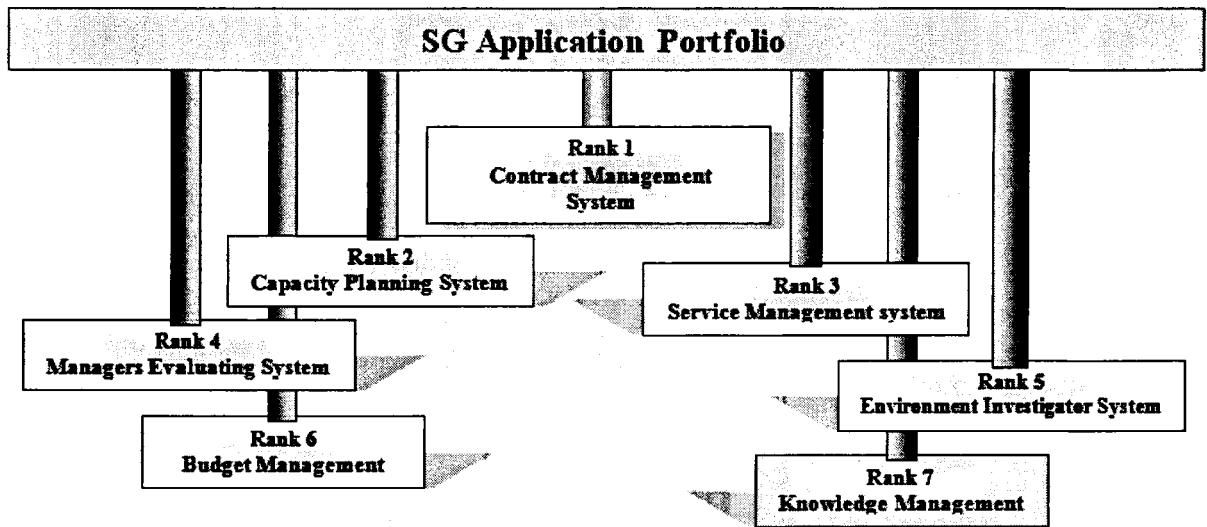 SG Application Portfolio
Rank 1
Contract Management
System
Rank 2
Capacity Planning System
Rank 3
Service Management system
Rank 4
Managers Evaluating System
Rank 5
Environment Investigator System
Rank 6
Budget Management
Rank 7
Knowledge Management